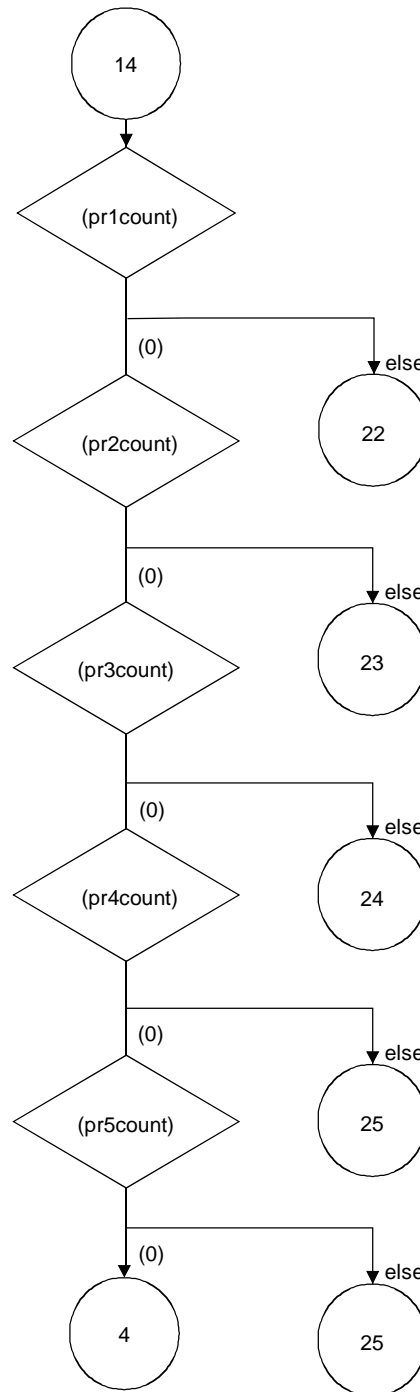 14
(pr1count)
(0)
else
22
(pr2count)
(0)
else
23
(pr3count)
(0)
else
24
(pr4count)
(0)
else
25
(pr5count)
(0)
else
4
25